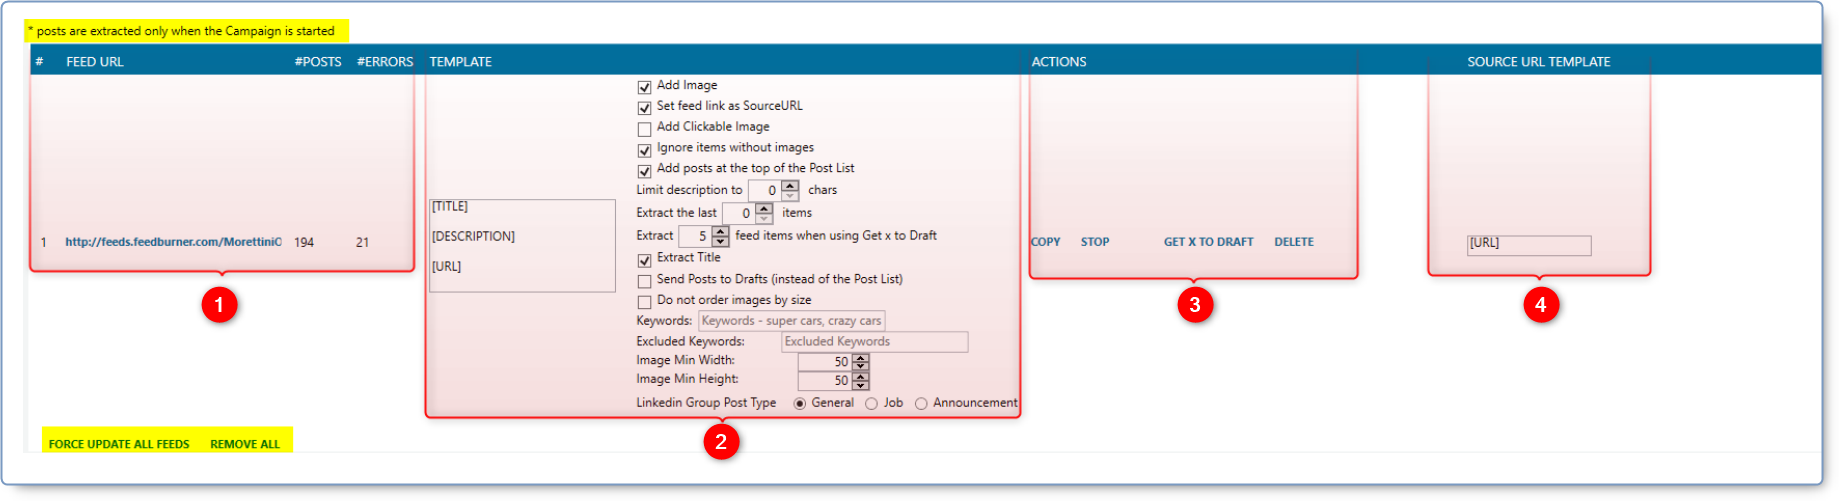 * posts are extracted only when the Campaign is started
# FEED URL #POSTS #ERRORS TEMPLATE ACTIONS SOURCE URL TEMPLATE
Add Image
Set feed link as SourceURL
Add Clickable Image
Ignore items without images
Add posts at the top of the Post List
Limit description to 0 chars
[TITLE]
Extract the last 0 items
1 http://feeds.feedburner.com/MorettiniO 194 21 [DESCRIPTION] Extract 5 feed items when using Get x to Draft COPY STOP GET X TO DRAFT DELETE [URL]
Extract Title
[URL]
Send Posts to Drafts (instead of the Post List)
Do not order images by size
1 3 4
Keywords: Keywords - super cars, crazy cars
Excluded Keywords: Excluded Keywords
Image Min Width: 50
Image Min Height: 50
Linkedin Group Post Type General Job Announcement
FORCE UPDATE ALL FEEDS REMOVE ALL 2